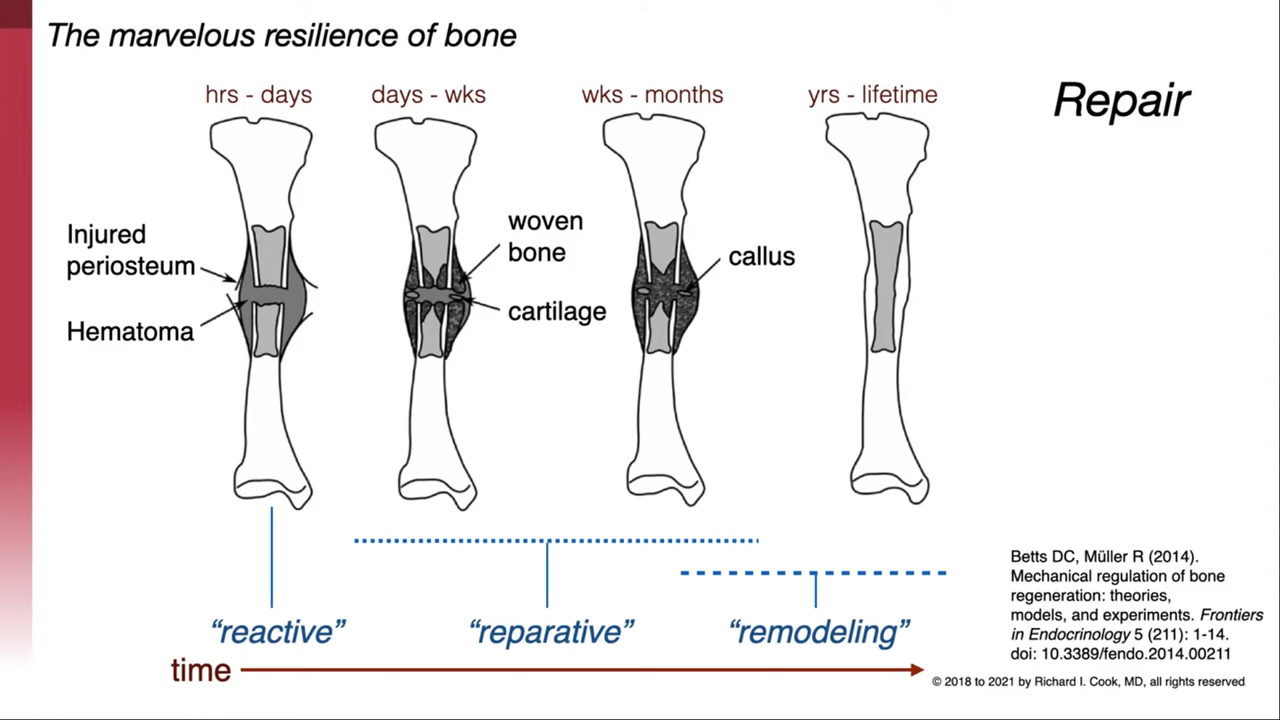 The marvelous resilience of bone
Repair
hrs - days
days - wks
wks - months
yrs - lifetime
Injured
periosteum
Hematoma
woven
bone
cartilage
callus
“reactive”
“reparative”
“remodeling”
time
Betts DC, Müller R (2014).
Mechanical regulation of bone
regeneration: theories,
models, and experiments. Frontiers
in Endocrinology 5 (211): 1-14.
doi: 10.3389/fendo.2014.00211
© 2018 to 2021 by Richard I. Cook, MD, all rights reserved